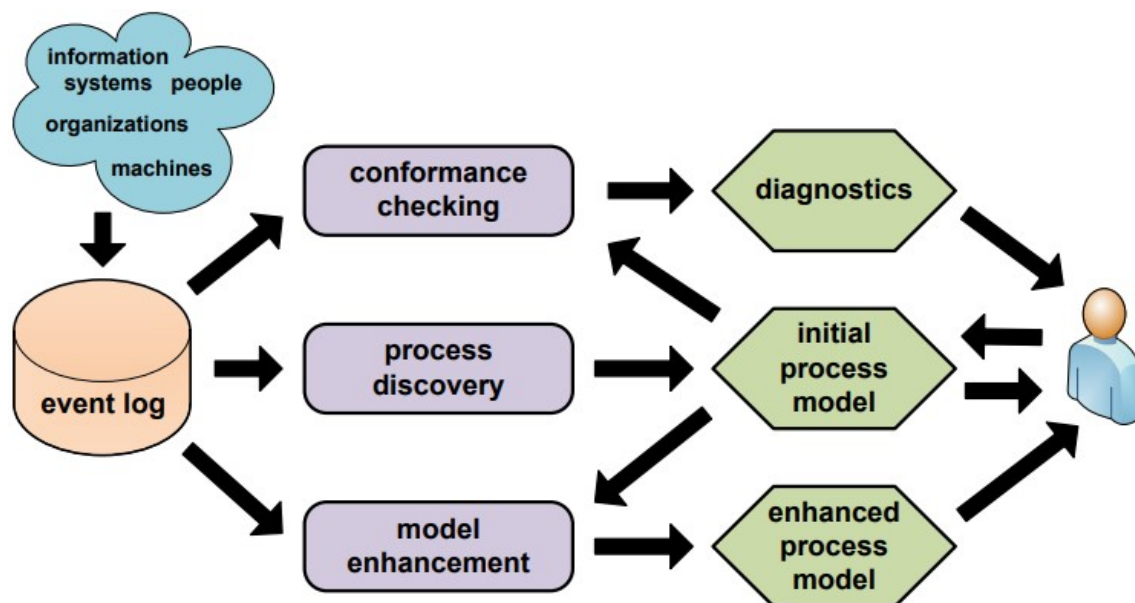 information
systems people
organizations
machines
conformance
checking
diagnostics
event log
process
discovery
initial
process
model
model
enhancement
enhanced
process
model